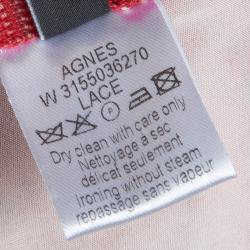 AGNES
W 3155036270
LACE
P
Dry clean with care only
Nettoyage a sec
délicat seulement
Ironing without steam
repassage sans vapeur